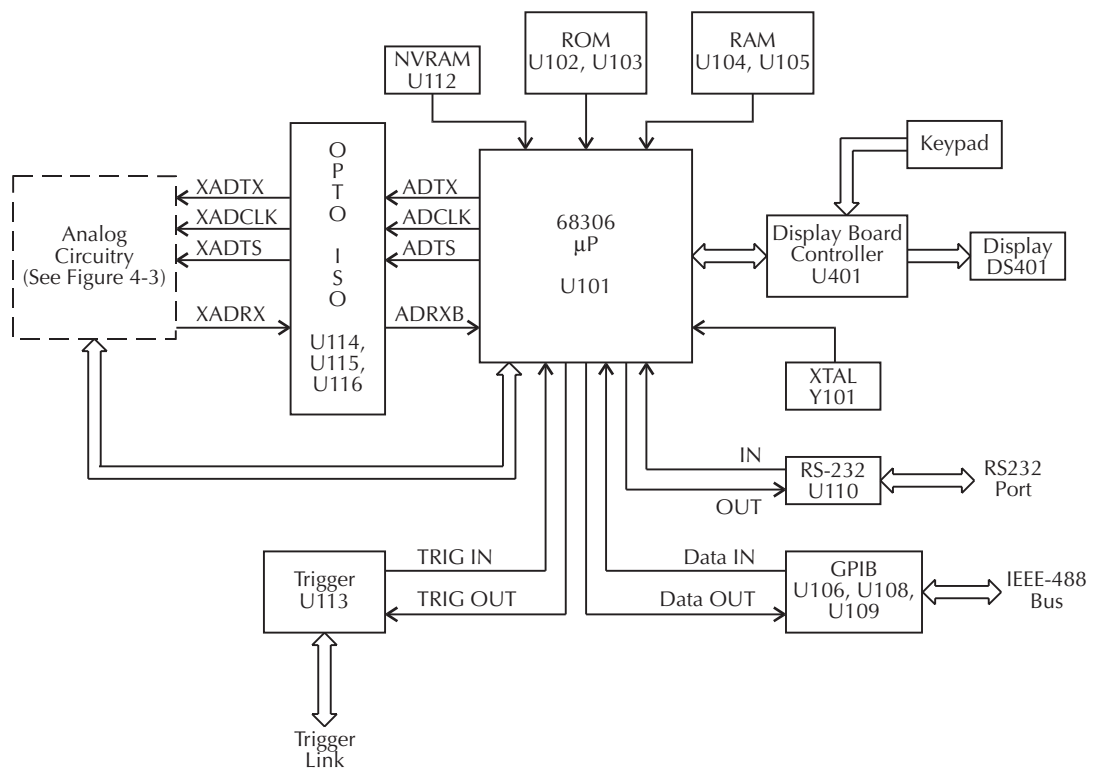 ROM
U102, U103
RAM
U104, U105
NVRAM
U112
Keypad
OPTO ISO
U114,
U115,
U116
XADTX
XADCLK
XADTS
XADRX
ADTX
ADCLK
ADTS
ADRXB
Analog
Circuitry
(See Figure 4-3)
68306
µP
U101
Display Board
Controller
U401
Display
DS401
XTAL
Y101
IN
OUT
RS-232
U110
RS232
Port
Trigger
U113
TRIG IN
TRIG OUT
Data IN
Data OUT
GPIB
U106, U108,
U109
IEEE-488
Bus
Trigger
Link